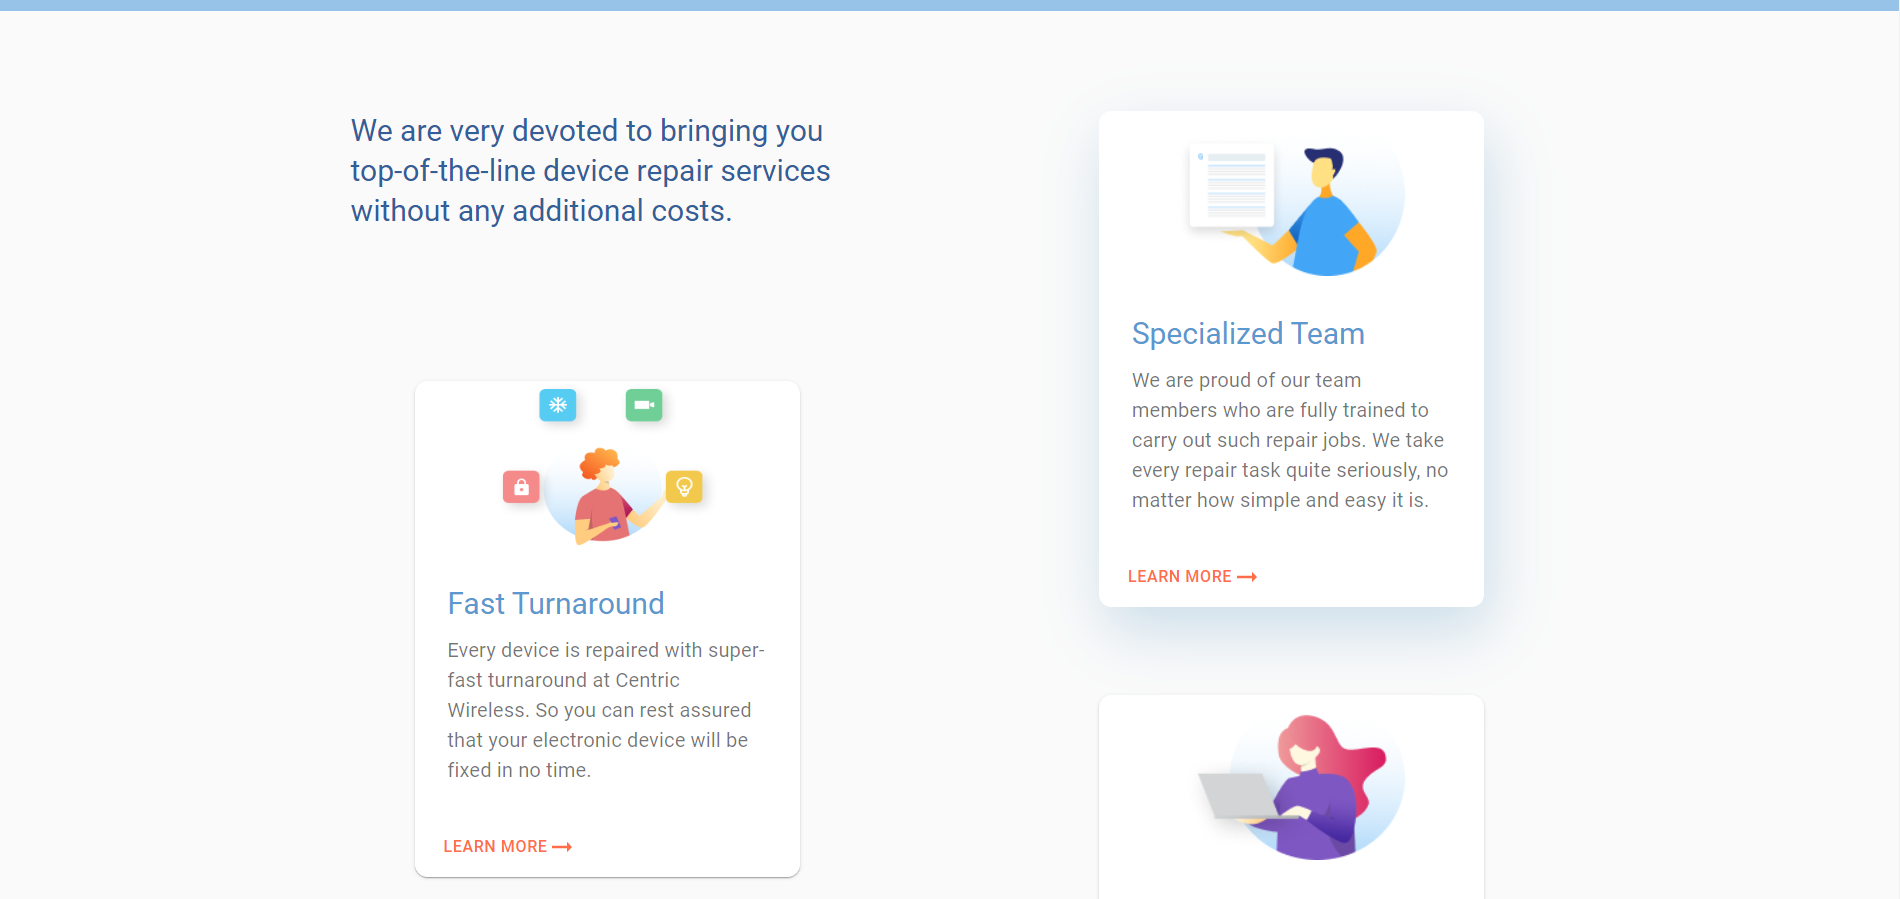 We are very devoted to bringing you
top-of-the-line device repair services
without any additional costs.
Fast Turnaround
Every device is repaired with super-
fast turnaround at Centric
Wireless. So you can rest assured
that your electronic device will be
fixed in no time.
LEARN MORE
Specialized Team
We are proud of our team
members who are fully trained to
carry out such repair jobs. We take
every repair task quite seriously, no
matter how simple and easy it is.
LEARN MORE